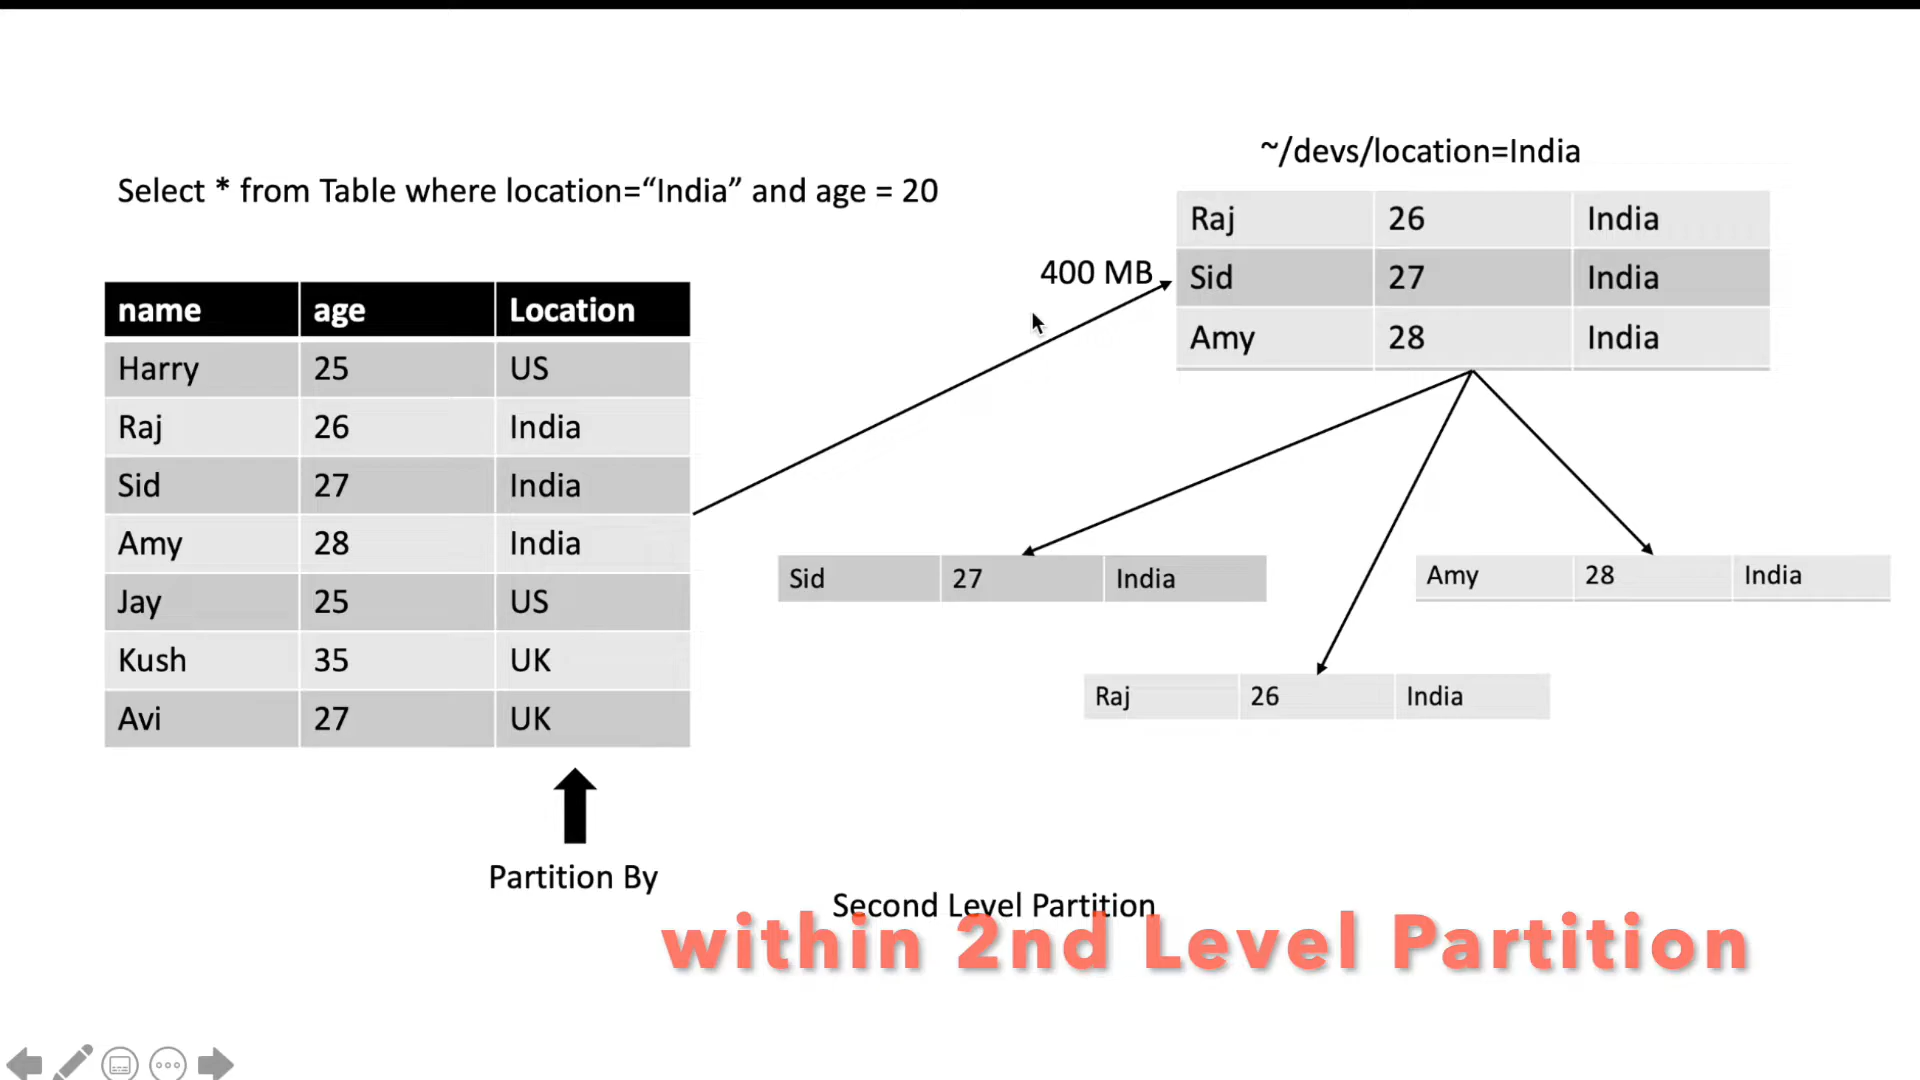 Select * from Table where location=“India” and age = 20
name age Location
Harry 25 US
Raj 26 India
Sid 27 India
Amy 28 India
Jay 25 US
Kush 35 UK
Avi 27 UK
Partition By
~/devs/location=India
400 MB
Raj 26 India
Sid 27 India
Amy 28 India
Sid 27 India
Amy 28 India
Raj 26 India
Second Level Partition
within 2nd Level Partition